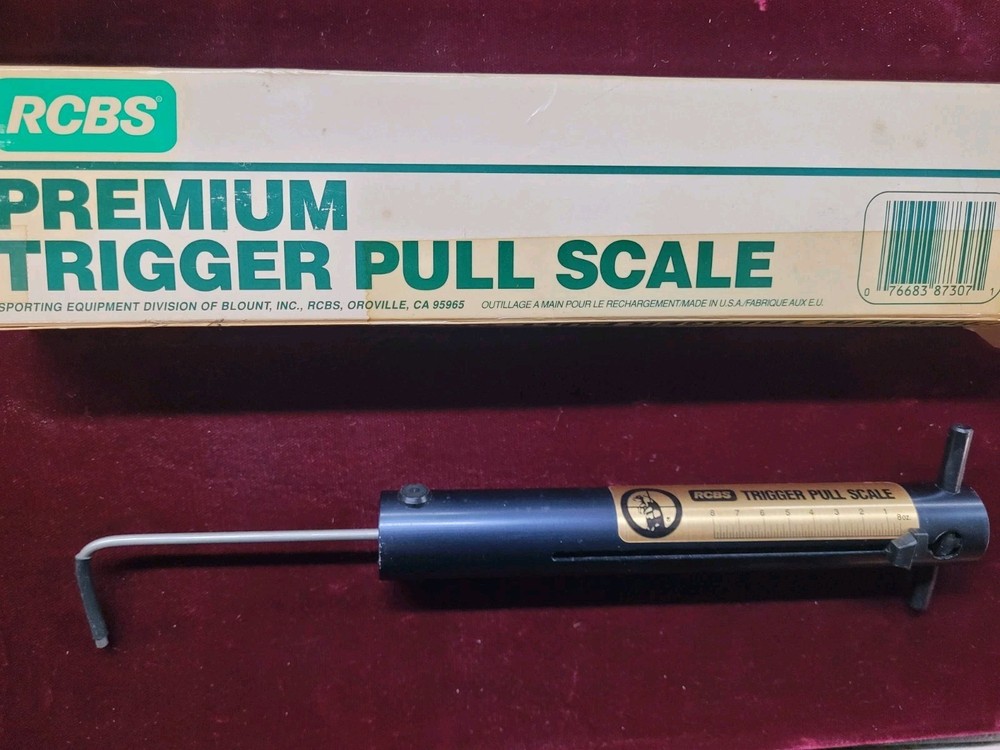 RCBS®
PREMIUM
TRIGGER PULL SCALE
SPORTING EQUIPMENT DIVISION OF BLOUNT, INC., RCBS, OROVILLE, CA 95965 OUTILLAGE A MAIN POUR LE RECHARGEMENT/MADE IN U.S.A./FABRIQUE AUX E.U.
0 76683 87307 1
RCBS TRIGGER PULL SCALE
8 7 6 5 4 3 2 1 8oz.